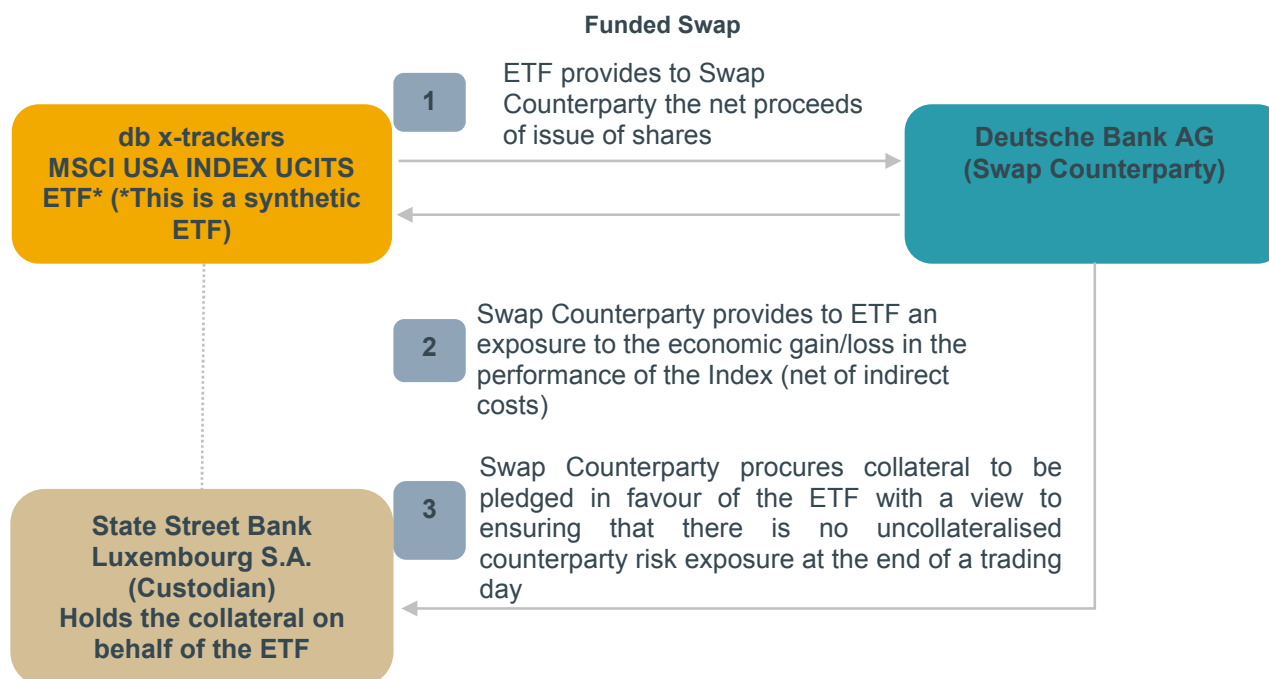 Funded Swap
1
ETF provides to Swap
Counterparty the net proceeds
of issue of shares
db x-trackers
MSCI USA INDEX UCITS
ETF* (*This is a synthetic
ETF)
Deutsche Bank AG
(Swap Counterparty)
2
Swap Counterparty provides to ETF an
exposure to the economic gain/loss in the
performance of the Index (net of indirect
costs)
3
Swap Counterparty procures collateral to be
pledged in favour of the ETF with a view to
ensuring that there is no uncollateralised
counterparty risk exposure at the end of a trading
day
State Street Bank
Luxembourg S.A.
(Custodian)
Holds the collateral on
behalf of the ETF